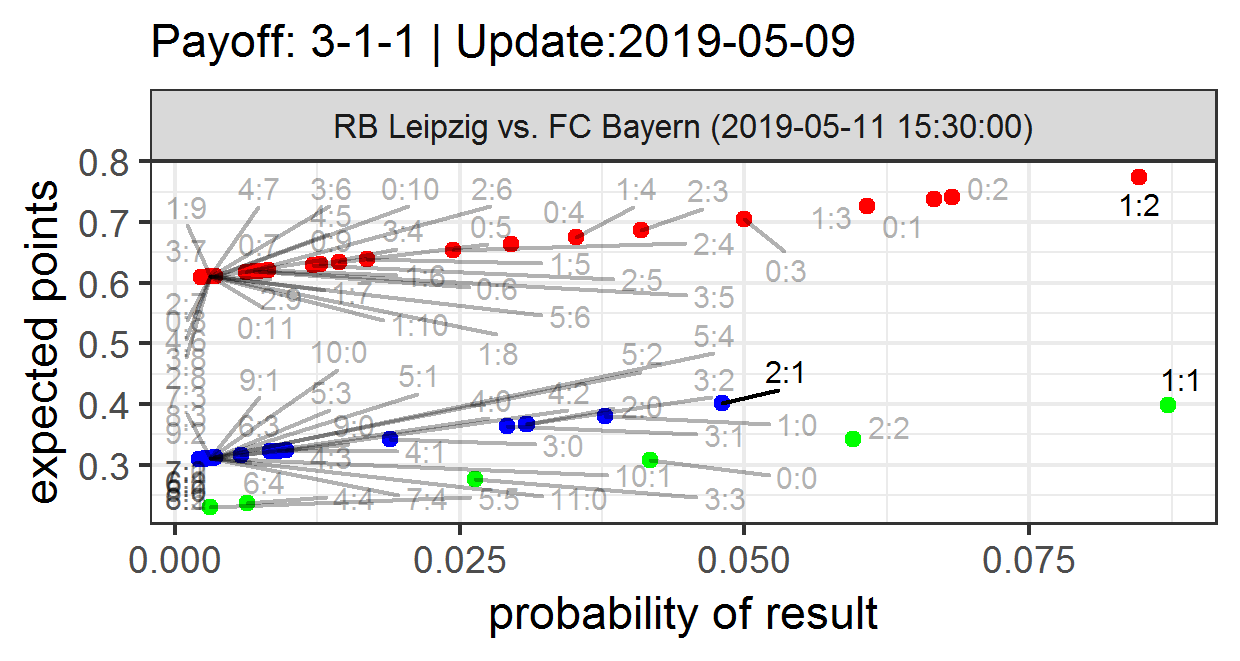 Payoff: 3-1-1 | Update:2019-05-09
RB Leipzig vs. FC Bayern (2019-05-11 15:30:00)
expected points
0.8
0.7
0.6
0.5
0.4
0.3
4:7 3:6 0:10 2:6 1:4 2:3 0:2
1:9 4:5 0:5 0:4 1:3 0:1 1:2
3:7 0:7 0:9 3:4 2:4 0:3
1:6 1:5 2:5
2:9 1:7 0:6 3:5
0:11 1:10 5:6
1:8 5:4
10:0 5:2
9:1 5:1 3:2 2:1 1:1
7:3 5:3 4:0 4:2 2:0
6:3 9:0 3:1 1:0 2:2
4:3 4:1 3:0
6:4 10:1 0:0
4:4 7:4 5:5 11:0 3:3
0.000 0.025 0.050 0.075
probability of result